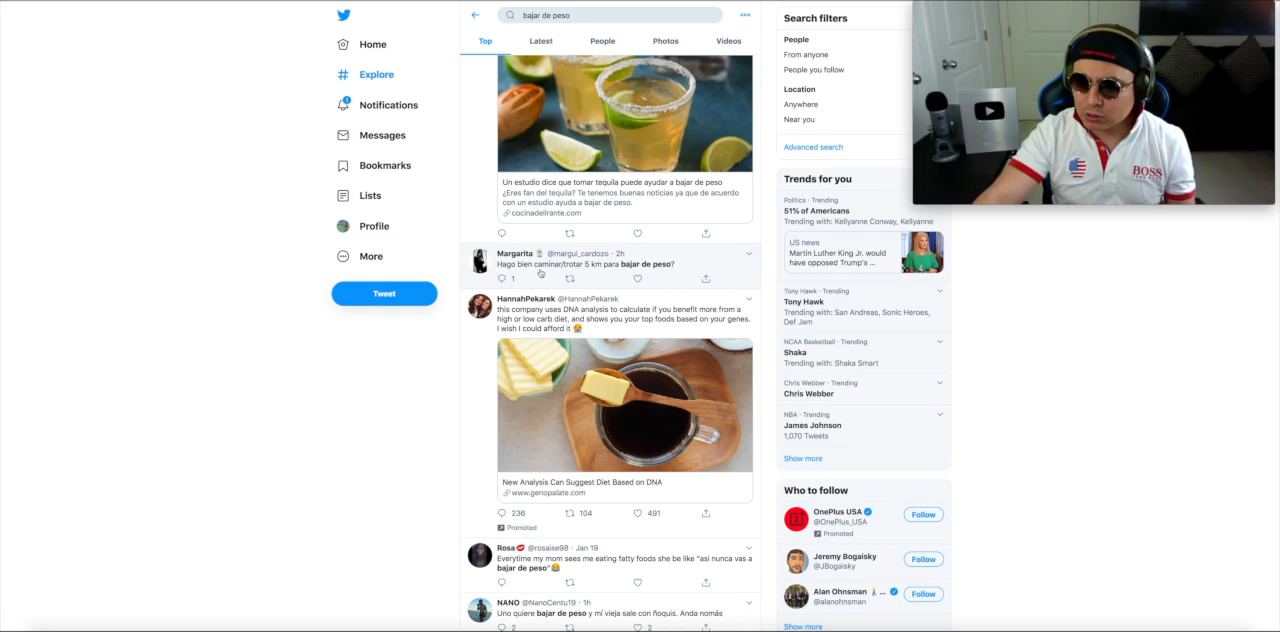 bajar de peso
Top
Latest
People
Photos
Videos
Home
Explore
Notifications
Messages
Bookmarks
Lists
Profile
More
Tweet
Un estudio dice que tomar tequila puede ayudar a bajar de peso
¿Eres fan del tequila? Te tenemos buenas noticias ya que de acuerdo
con un estudio ayuda a bajar de peso.
cocinadelirante.com
Margarita @margui_cardozo · 2h
Hago bien caminar/trotar 5 km para bajar de peso?
1
HannahPekarek @HannahPekarek
this company uses DNA analysis to calculate if you benefit more from a
high or low carb diet, and shows you your top foods based on your genes.
I wish I could afford it
New Analysis Can Suggest Diet Based on DNA
www.genopalate.com
236 104 491
Promoted
Rosa @rosaise98 · Jan 19
Everytime my mom sees me eating fatty foods she be like "asi nunca vas a
bajar de peso"
NANO @NanoCentu19 · 1h
Uno quiere bajar de peso y mí vieja sale con ñoquis. Anda nomás
2 2
Search filters
People
From anyone
People you follow
Location
Anywhere
Near you
Advanced search
Trends for you
Politics · Trending
51% of Americans
Trending with: Kellyanne Conway, Kellyanne
US news
Martin Luther King Jr. would
have opposed Trump's ...
Tony Hawk · Trending
Tony Hawk
Trending with: San Andreas, Sonic Heroes,
Def Jam
NCAA Basketball · Trending
Shaka
Trending with: Shaka Smart
Chris Webber · Trending
Chris Webber
NBA · Trending
James Johnson
1,070 Tweets
Show more
Who to follow
OnePlus USA
@OnePlus_USA
Promoted
Follow
Jeremy Bogaisky
@JBogaisky
Follow
Alan Ohnsman ...
@alanohnsman
Follow
Show more
BOSS